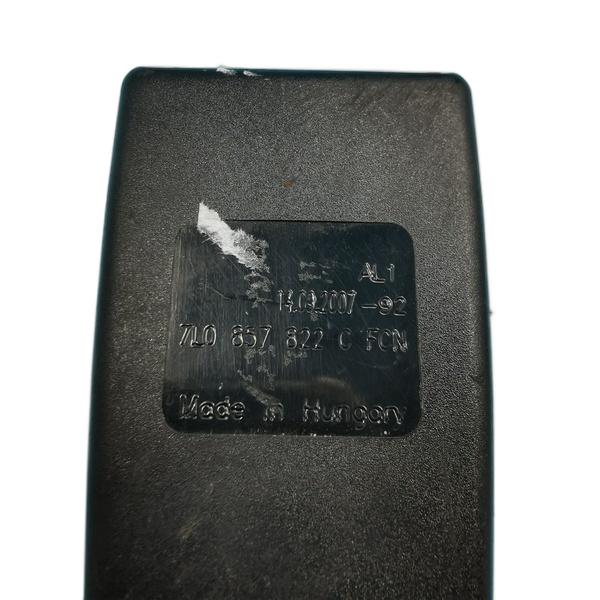 AL1
14.09.2007-92
7L0 857 822 C FCN
Made in Hungary